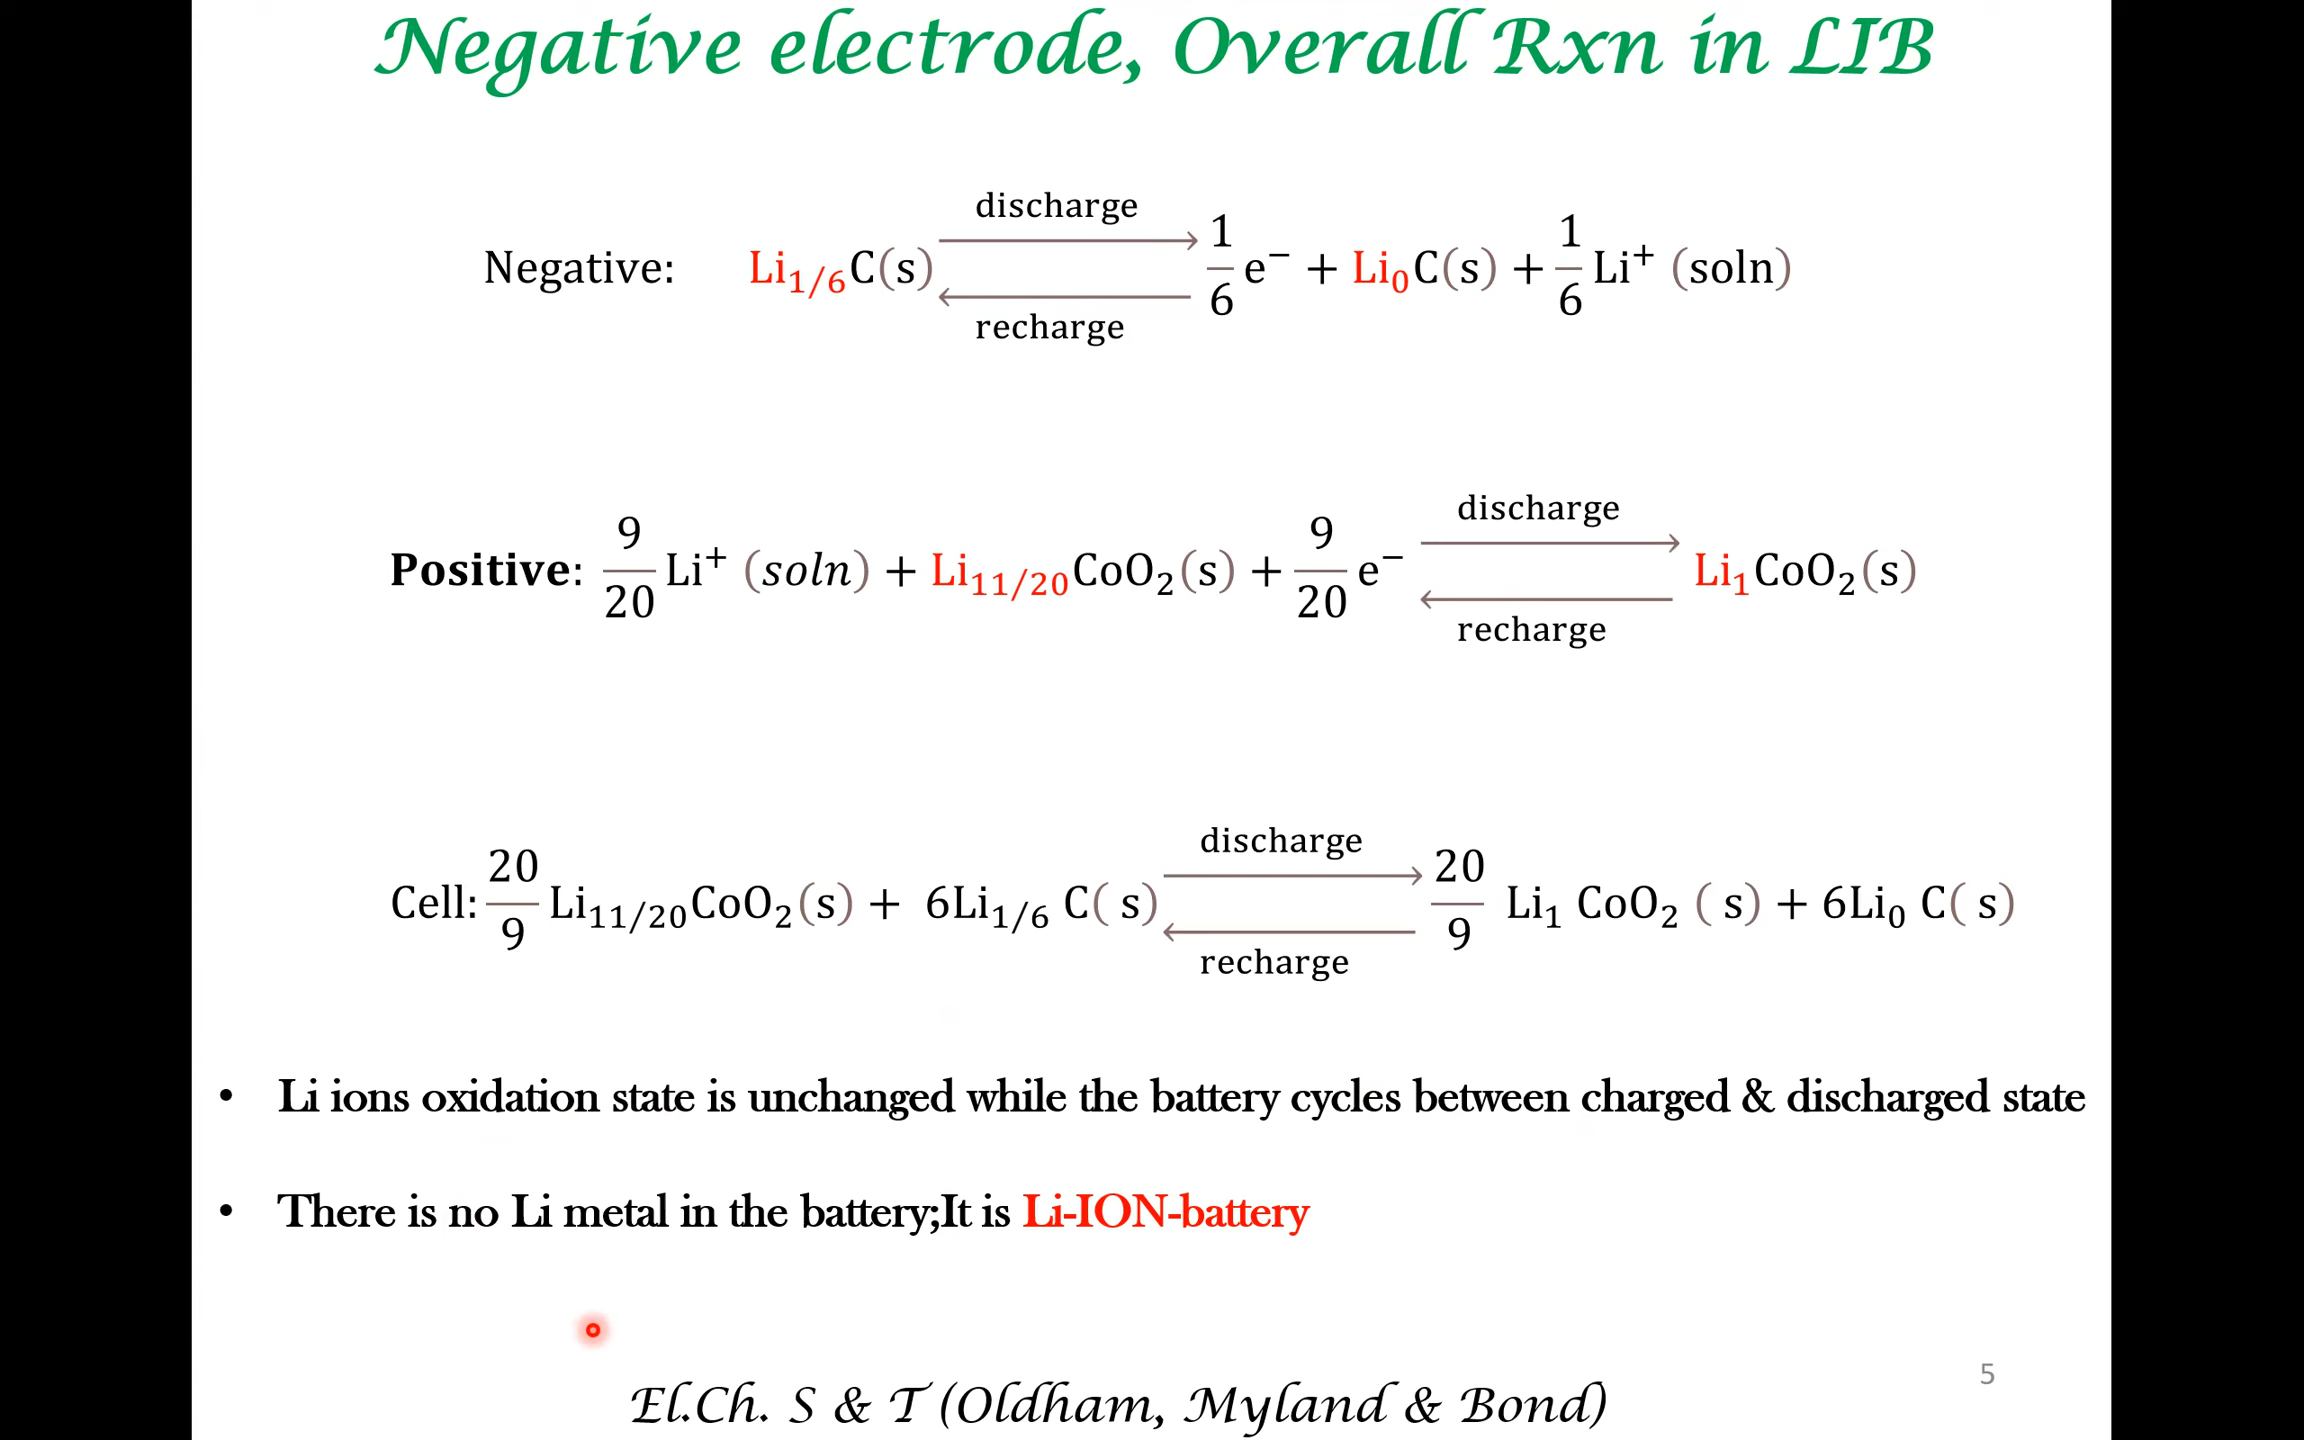 Negative electrode, Overall Rxn in LIB
Negative: Li₁/₆C(s) discharge ⇄ recharge 1/6 e⁻ + Li₀C(s) + 1/6 Li⁺ (soln)
Positive: 9/20 Li⁺ (soln) + Li₁₁/₂₀CoO₂(s) + 9/20 e⁻ discharge ⇄ recharge Li₁CoO₂(s)
Cell: 20/9 Li₁₁/₂₀CoO₂(s) + 6Li₁/₆ C( s) discharge ⇄ recharge 20/9 Li₁ CoO₂ ( s) + 6Li₀ C( s)
• Li ions oxidation state is unchanged while the battery cycles between charged & discharged state
• There is no Li metal in the battery;It is Li-ION-battery
5
El.Ch. S & T (Oldham, Myland & Bond)